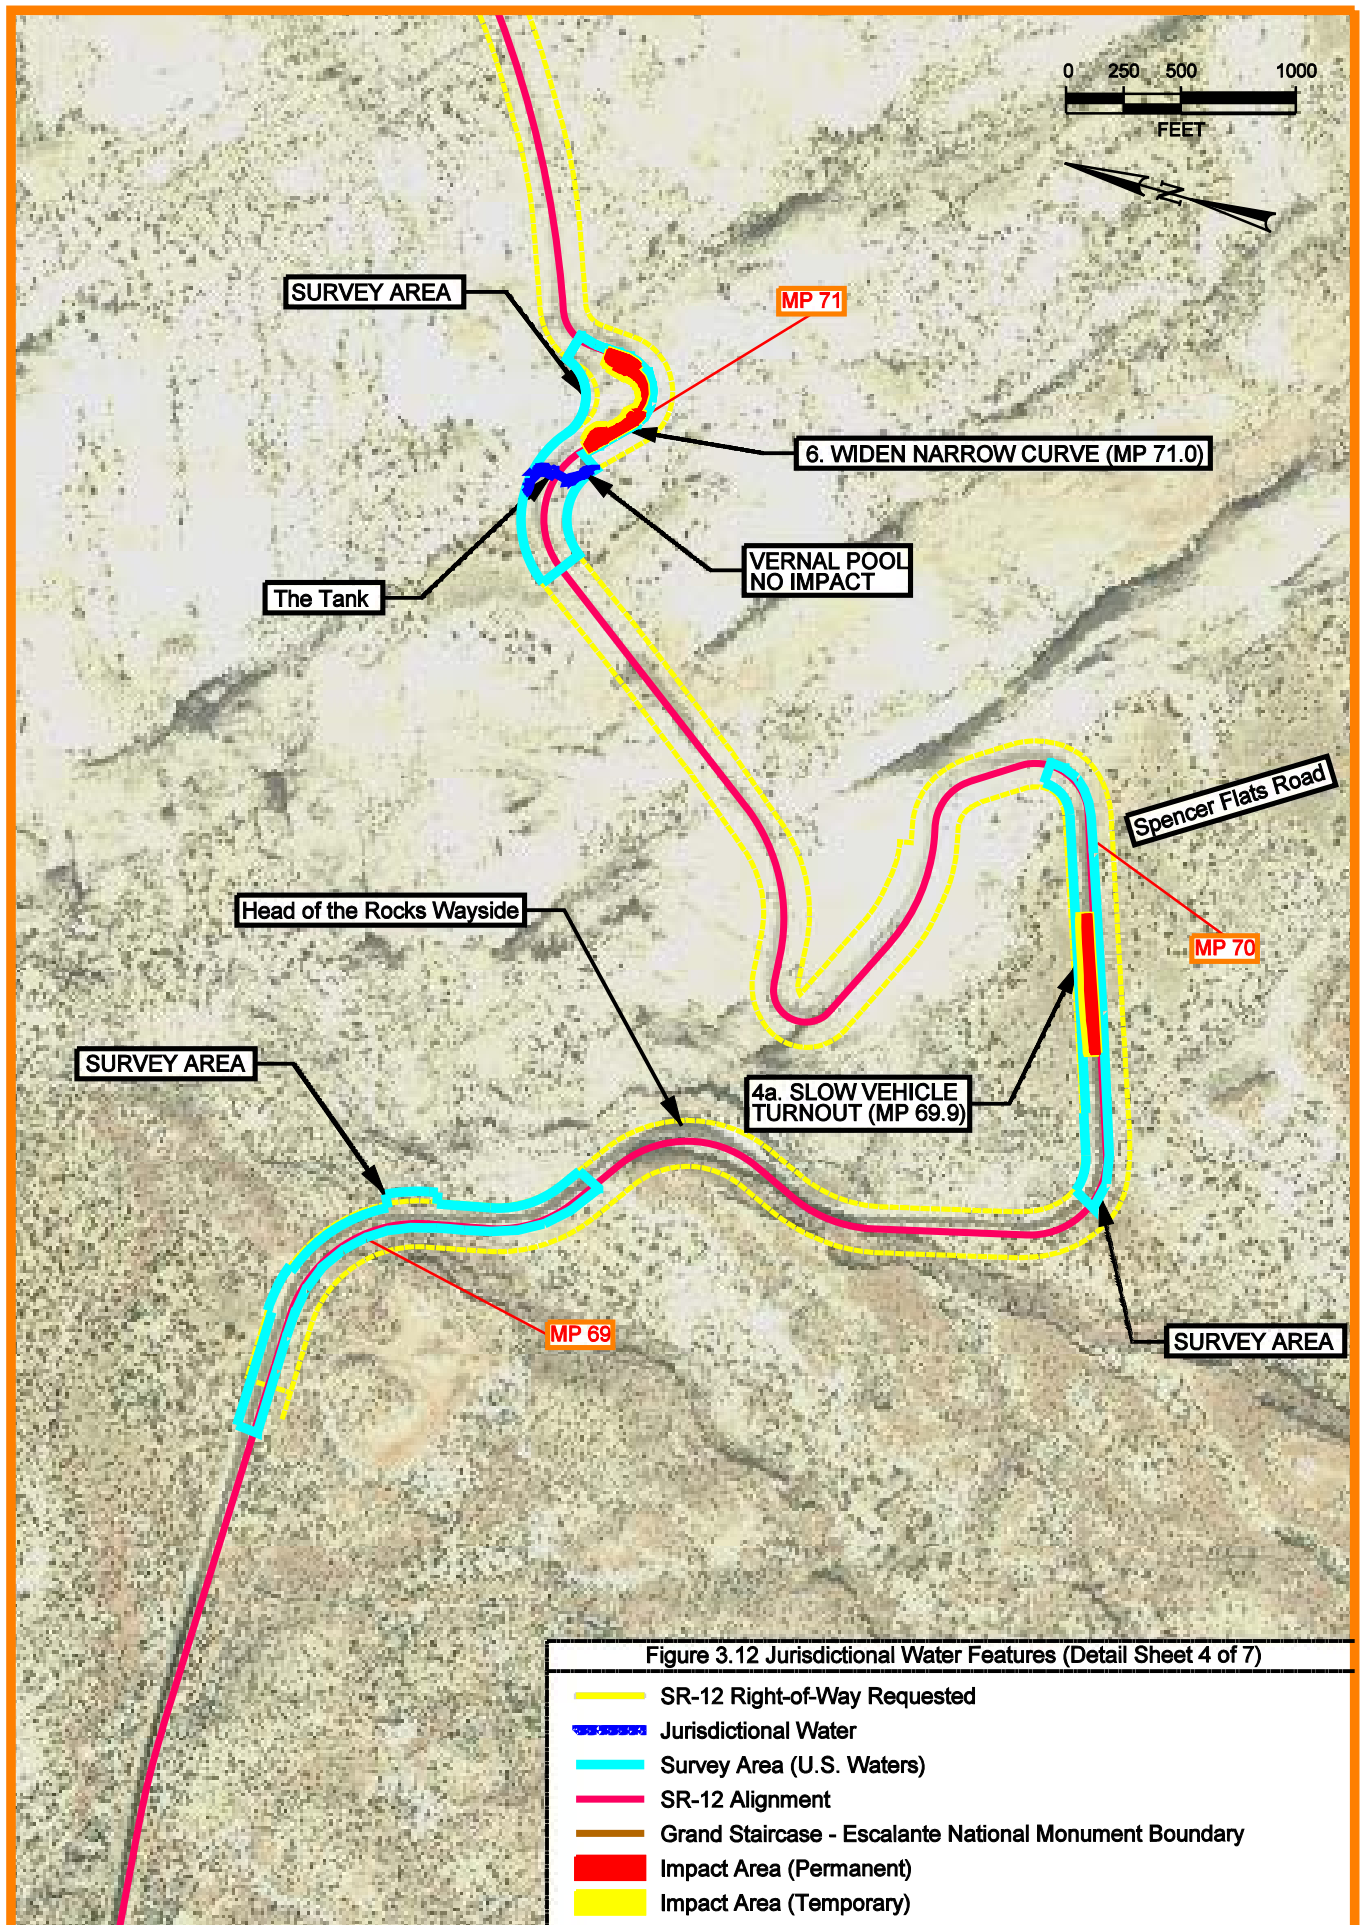 0 250 500 1000
FEET
N
SURVEY AREA
MP 71
6. WIDEN NARROW CURVE (MP 71.0)
VERNAL POOL
NO IMPACT
The Tank
Spencer Flats Road
Head of the Rocks Wayside
MP 70
SURVEY AREA
4a. SLOW VEHICLE
TURNOUT (MP 69.9)
MP 69
SURVEY AREA
Figure 3.12 Jurisdictional Water Features (Detail Sheet 4 of 7)
SR-12 Right-of-Way Requested
Jurisdictional Water
Survey Area (U.S. Waters)
SR-12 Alignment
Grand Staircase - Escalante National Monument Boundary
Impact Area (Permanent)
Impact Area (Temporary)